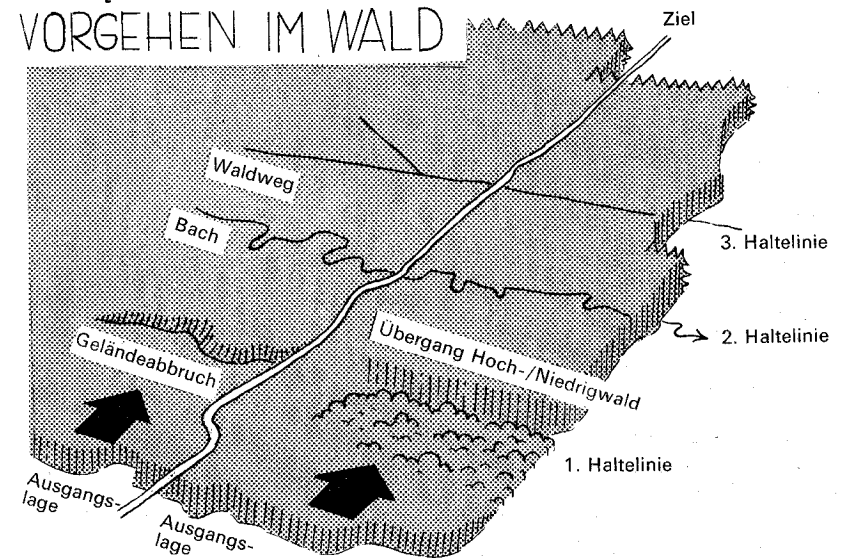 VORGEHEN IM WALD
Ziel
Waldweg
Bach
3. Haltelinie
2. Haltelinie
Geländeabbruch
Übergang Hoch-/Niedrigwald
1. Haltelinie
Ausgangs-
lage
Ausgangs-
lage